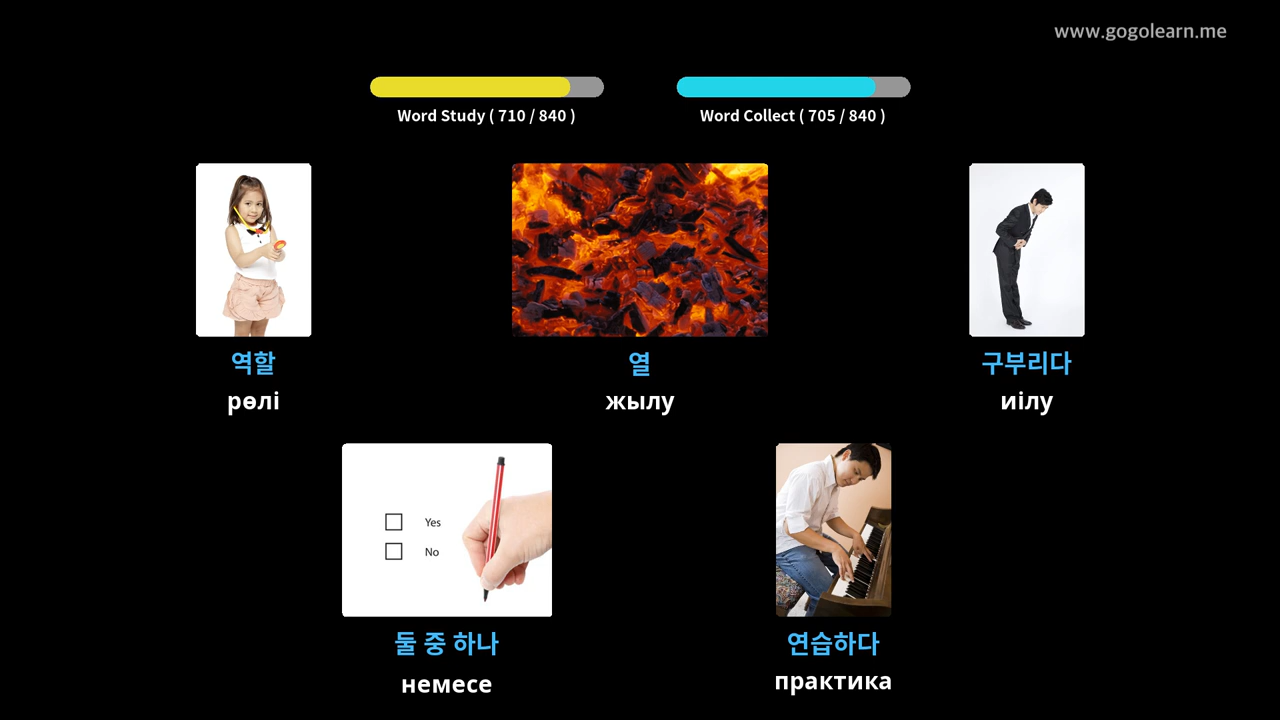 www.gogolearn.me
Word Study ( 710 / 840 )
Word Collect ( 705 / 840 )
역할
열
구부리다
рөлі
жылу
иілу
Yes
No
둘 중 하나
연습하다
немесе
практика